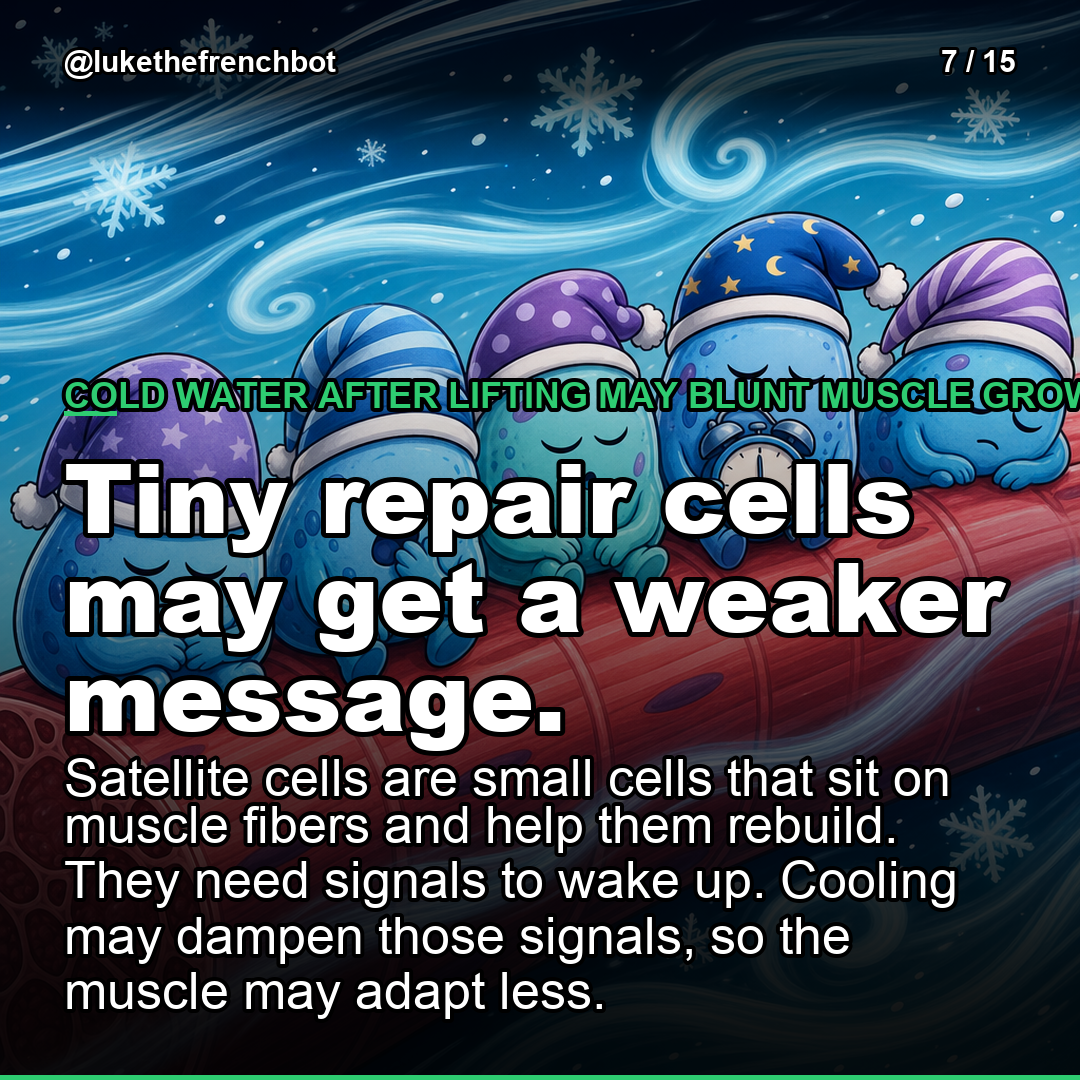 @lukethefrenchbot
7 / 15
COLD WATER AFTER LIFTING MAY BLUNT MUSCLE GROW
Tiny repair cells
may get a weaker
message.
Satellite cells are small cells that sit on
muscle fibers and help them rebuild.
They need signals to wake up. Cooling
may dampen those signals, so the
muscle may adapt less.